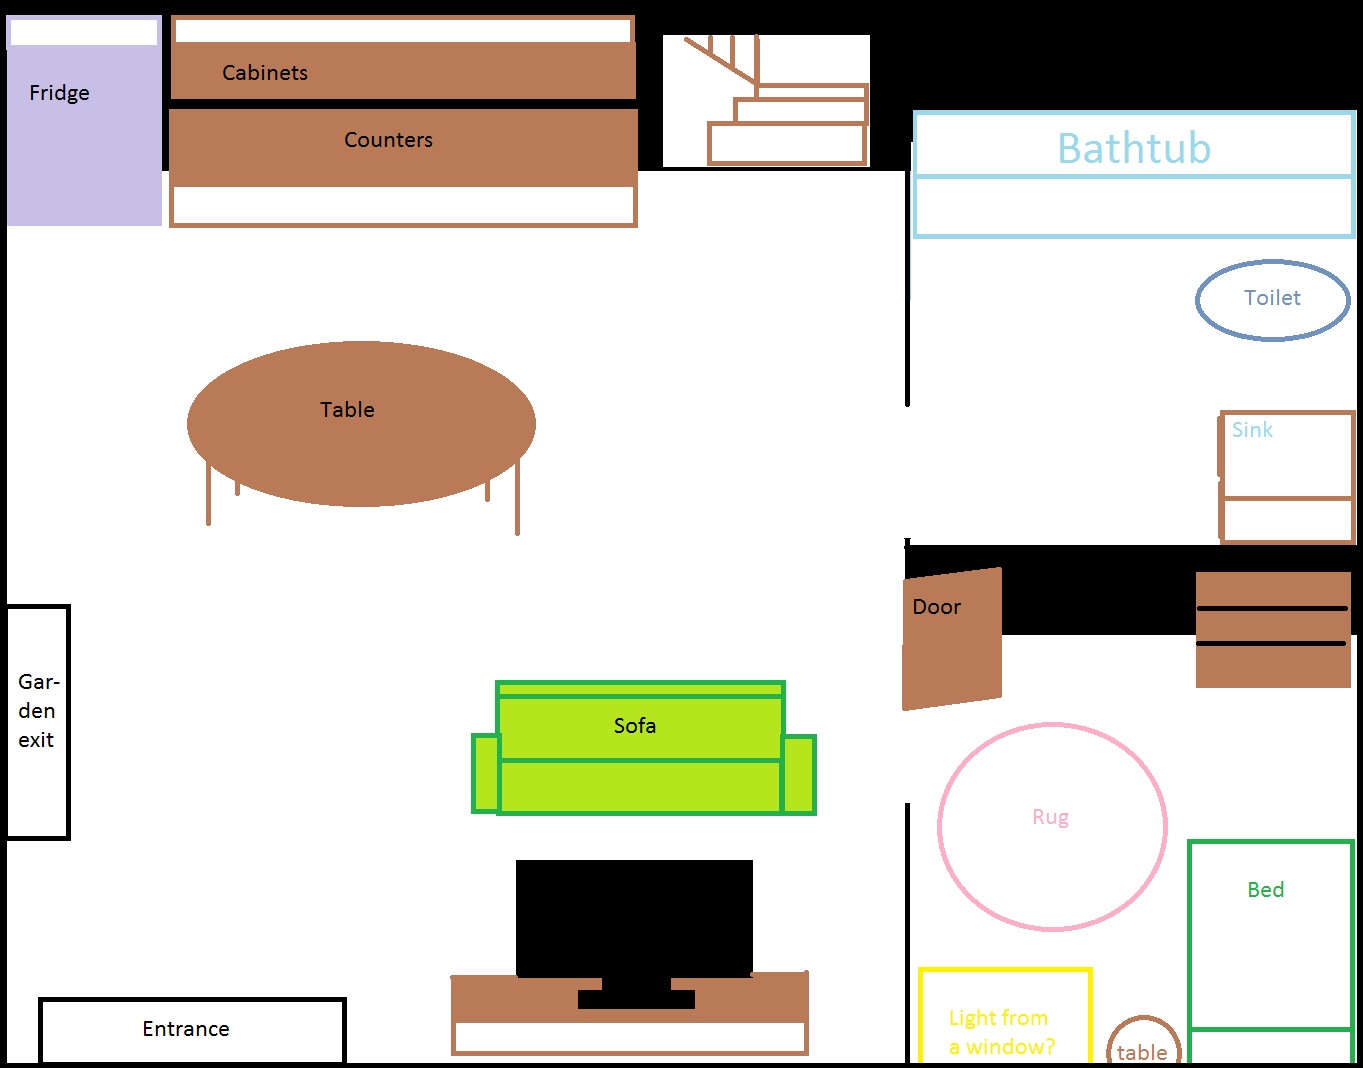 Cabinets
Fridge
Counters
Bathtub
Toilet
Table
Sink
Door
Gar-
den
exit
Sofa
Rug
Bed
Light from
a window?
Entrance
table